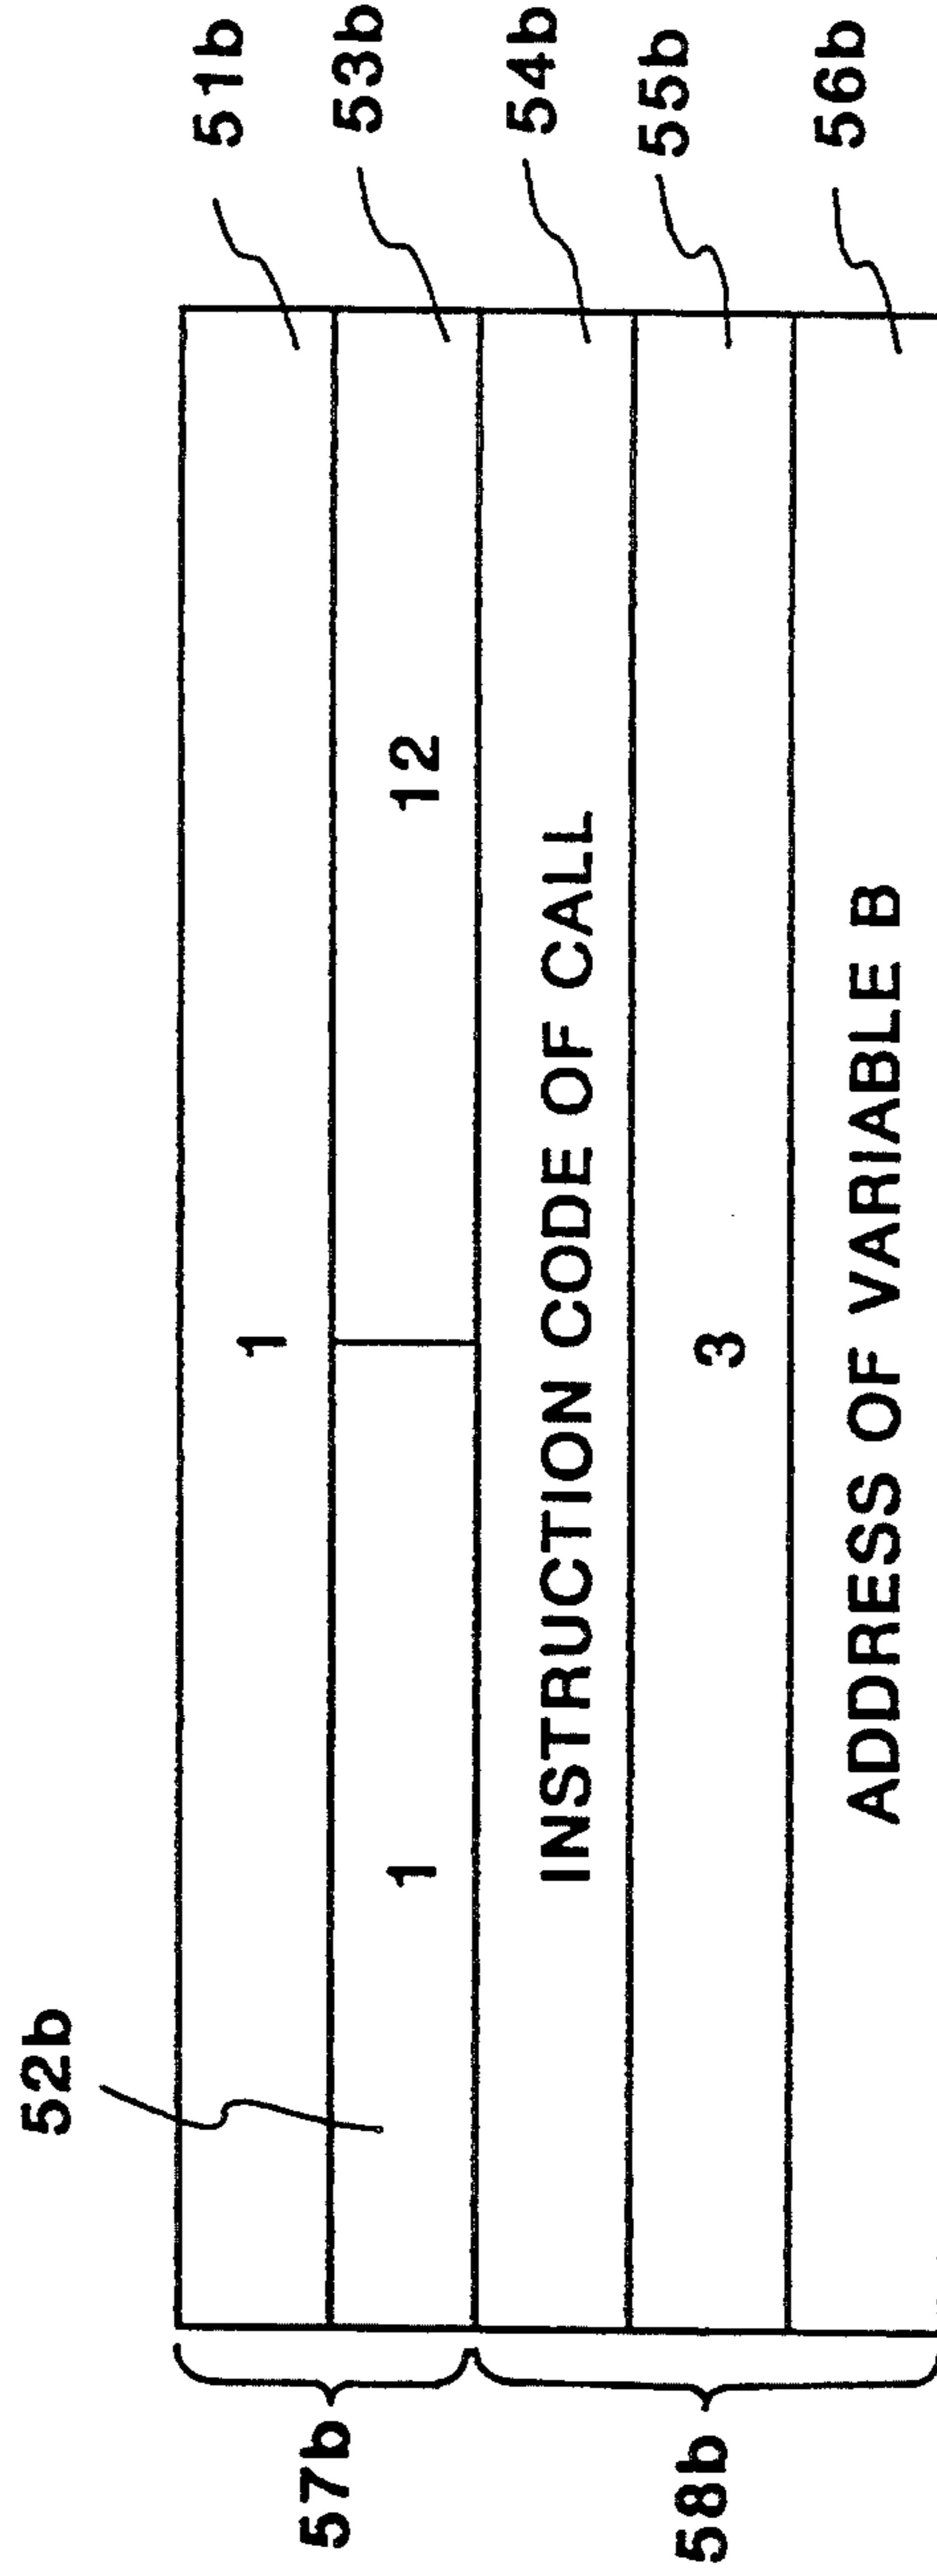 52b
1
51b
1
12
53b
57b
INSTRUCTION CODE OF CALL
54b
3
55b
58b
ADDRESS OF VARIABLE B
56b